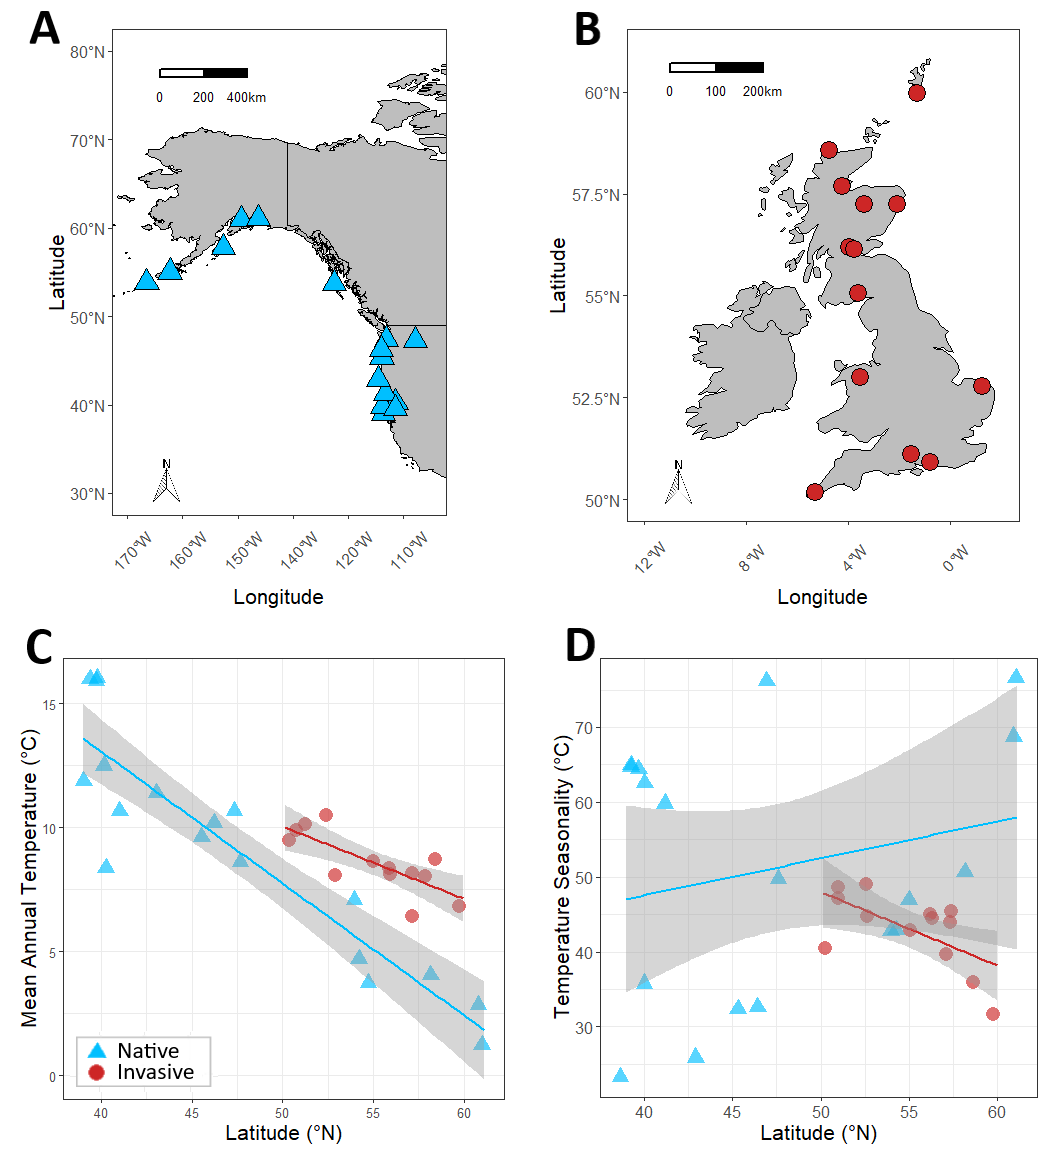 A
80°N
70°N
60°N
50°N
40°N
30°N
Latitude
0 200 400km
N
170°W 160°W 150°W 140°W 120°W 110°W
Longitude
B
60°N
57.5°N
55°N
52.5°N
50°N
Latitude
0 100 200km
N
12°W 8°W 4°W 0°W
Longitude
C
15
10
5
0
Mean Annual Temperature (°C)
Native
Invasive
40 45 50 55 60
Latitude (°N)
D
70
60
50
40
30
Temperature Seasonality (°C)
40 45 50 55 60
Latitude (°N)